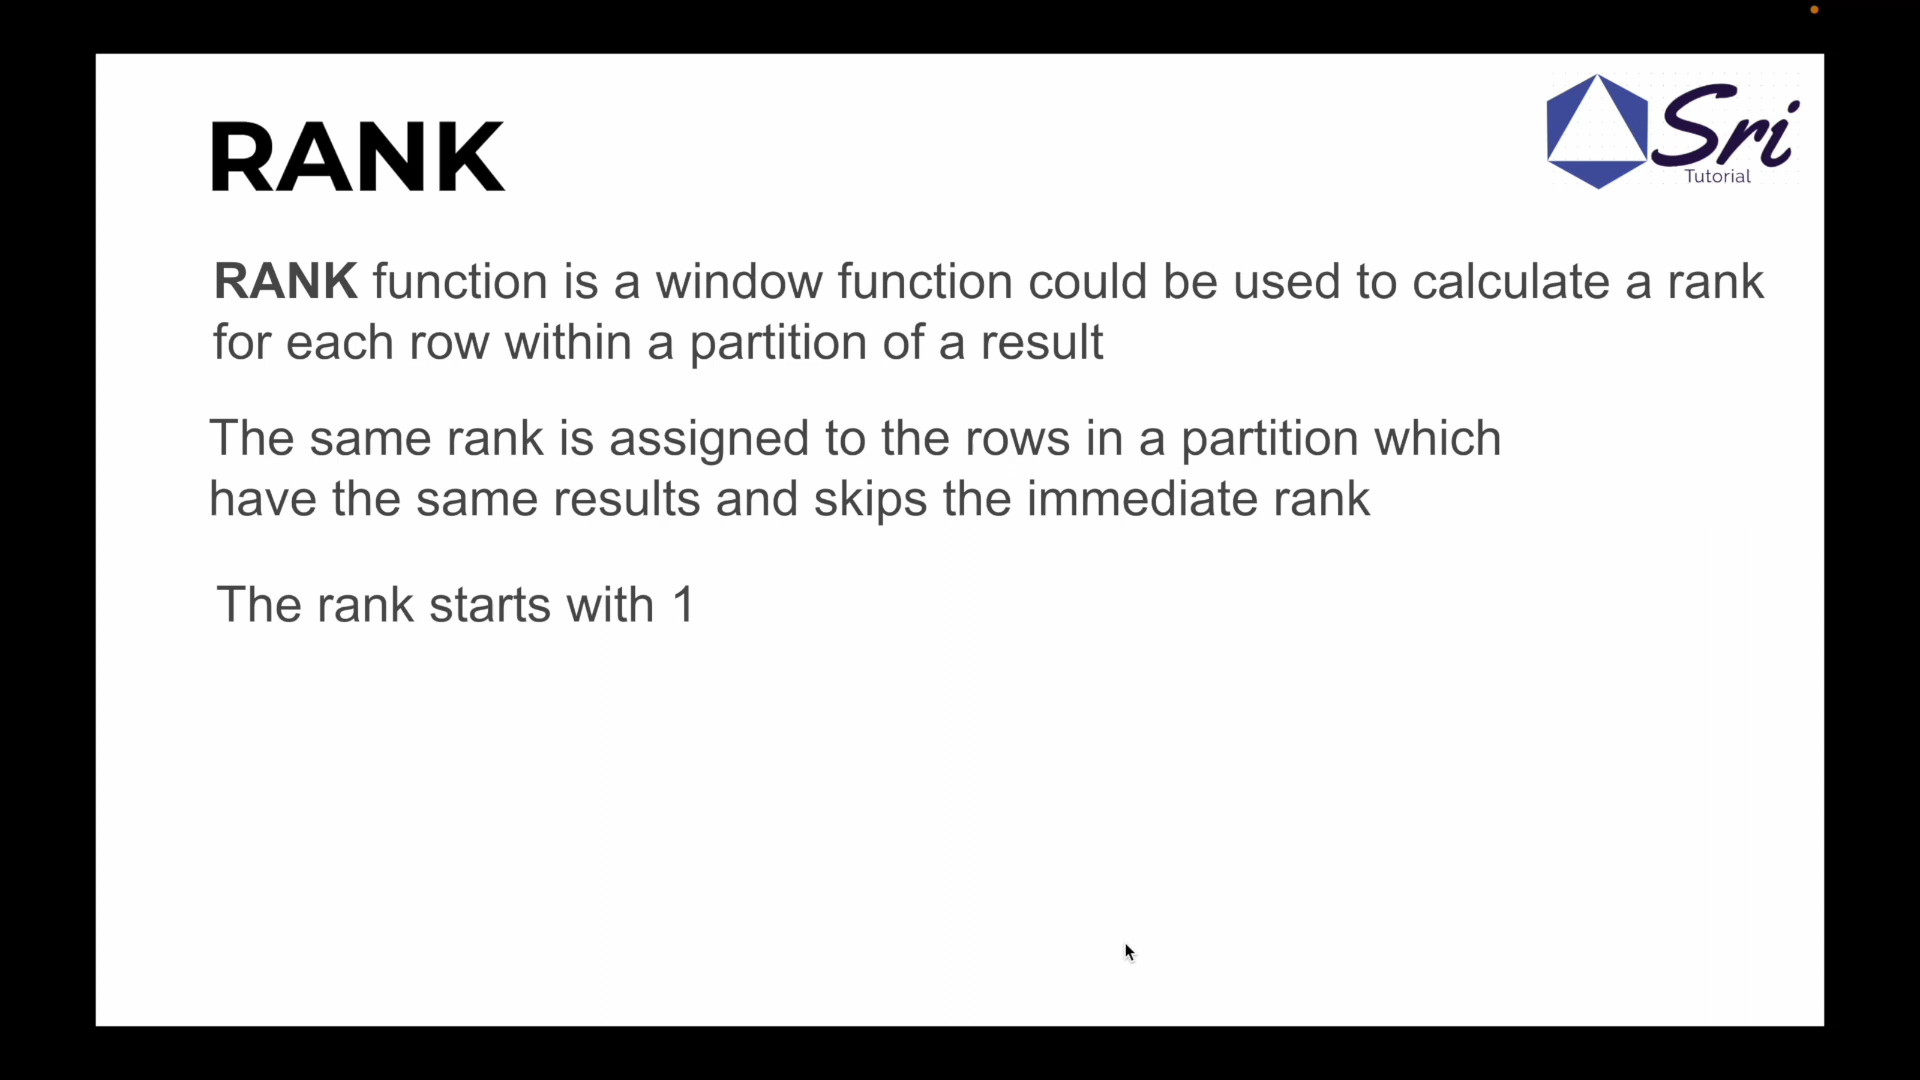 RANK
Sri
Tutorial
RANK function is a window function could be used to calculate a rank
for each row within a partition of a result
The same rank is assigned to the rows in a partition which
have the same results and skips the immediate rank
The rank starts with 1